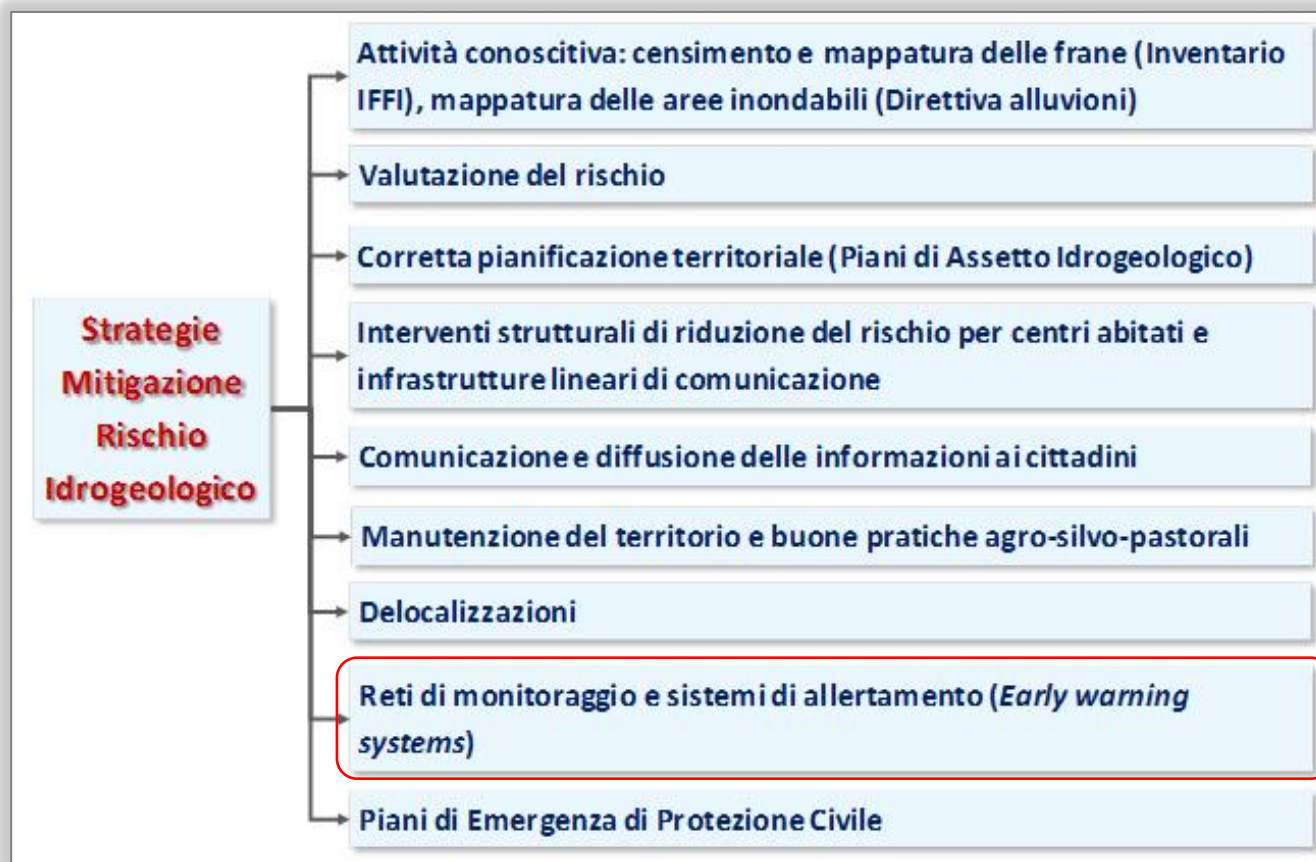 Attività conoscitiva: censimento e mappatura delle frane (Inventario
IFFI), mappatura delle aree inondabili (Direttiva alluvioni)
Valutazione del rischio
Corretta pianificazione territoriale (Piani di Assetto Idrogeologico)
Strategie
Mitigazione
Rischio
Idrogeologico
Interventi strutturali di riduzione del rischio per centri abitati e
infrastrutture lineari di comunicazione
Comunicazione e diffusione delle informazioni ai cittadini
Manutenzione del territorio e buone pratiche agro-silvo-pastorali
Delocalizzazioni
Reti di monitoraggio e sistemi di allertamento (Early warning
systems)
Piani di Emergenza di Protezione Civile